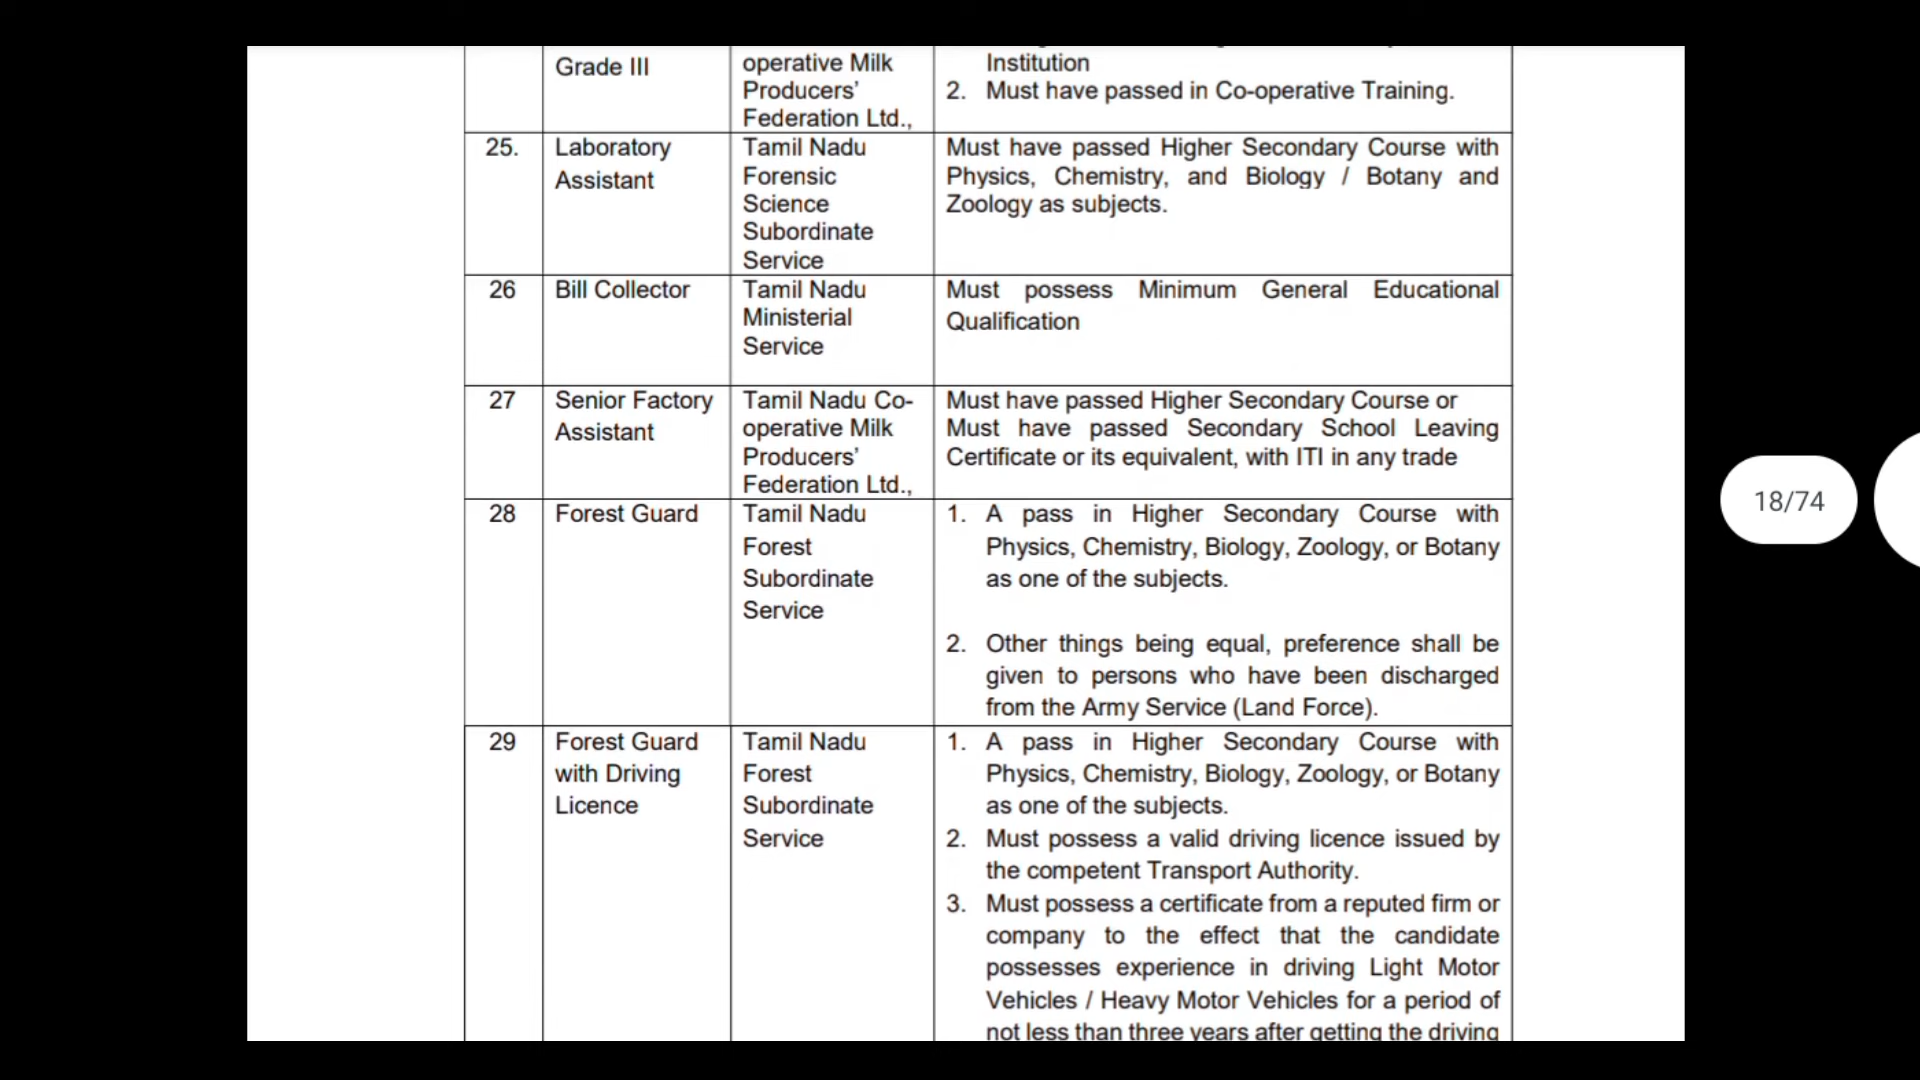 Grade III
operative Milk
Producers’
Federation Ltd.,
Institution
2. Must have passed in Co-operative Training.
25.
Laboratory
Assistant
Tamil Nadu
Forensic
Science
Subordinate
Service
Must have passed Higher Secondary Course with
Physics, Chemistry, and Biology / Botany and
Zoology as subjects.
26
Bill Collector
Tamil Nadu
Ministerial
Service
Must possess Minimum General Educational
Qualification
27
Senior Factory
Assistant
Tamil Nadu Co-
operative Milk
Producers’
Federation Ltd.,
Must have passed Higher Secondary Course or
Must have passed Secondary School Leaving
Certificate or its equivalent, with ITI in any trade
28
Forest Guard
Tamil Nadu
Forest
Subordinate
Service
1. A pass in Higher Secondary Course with
Physics, Chemistry, Biology, Zoology, or Botany
as one of the subjects.
2. Other things being equal, preference shall be
given to persons who have been discharged
from the Army Service (Land Force).
29
Forest Guard
with Driving
Licence
Tamil Nadu
Forest
Subordinate
Service
1. A pass in Higher Secondary Course with
Physics, Chemistry, Biology, Zoology, or Botany
as one of the subjects.
2. Must possess a valid driving licence issued by
the competent Transport Authority.
3. Must possess a certificate from a reputed firm or
company to the effect that the candidate
possesses experience in driving Light Motor
Vehicles / Heavy Motor Vehicles for a period of
not less than three years after getting the driving
18/74